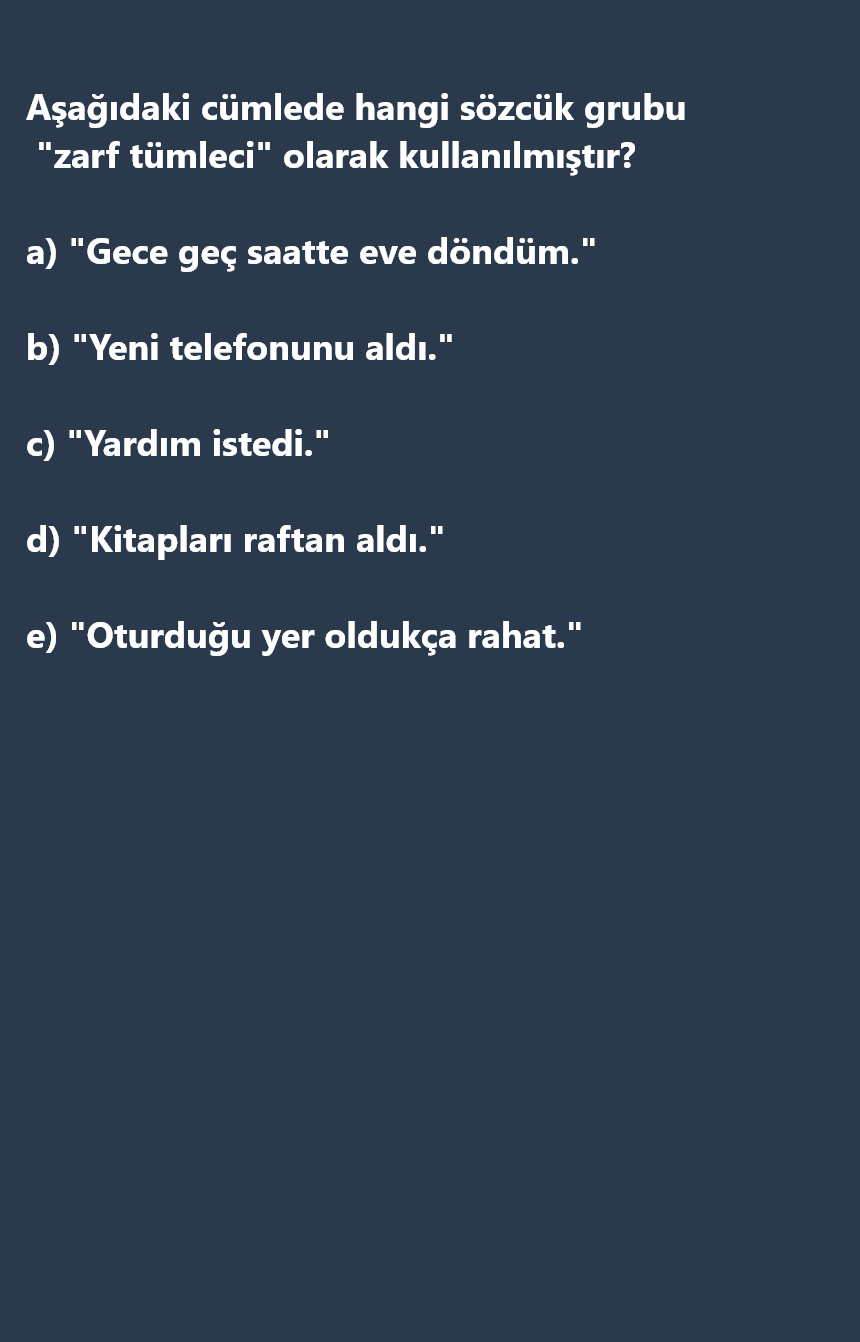 Aşağıdaki cümlede hangi sözcük grubu
"zarf tümleci" olarak kullanılmıştır?
a) "Gece geç saatte eve döndüm."
b) "Yeni telefonunu aldı."
c) "Yardım istedi."
d) "Kitapları raftan aldı."
e) "Oturduğu yer oldukça rahat."